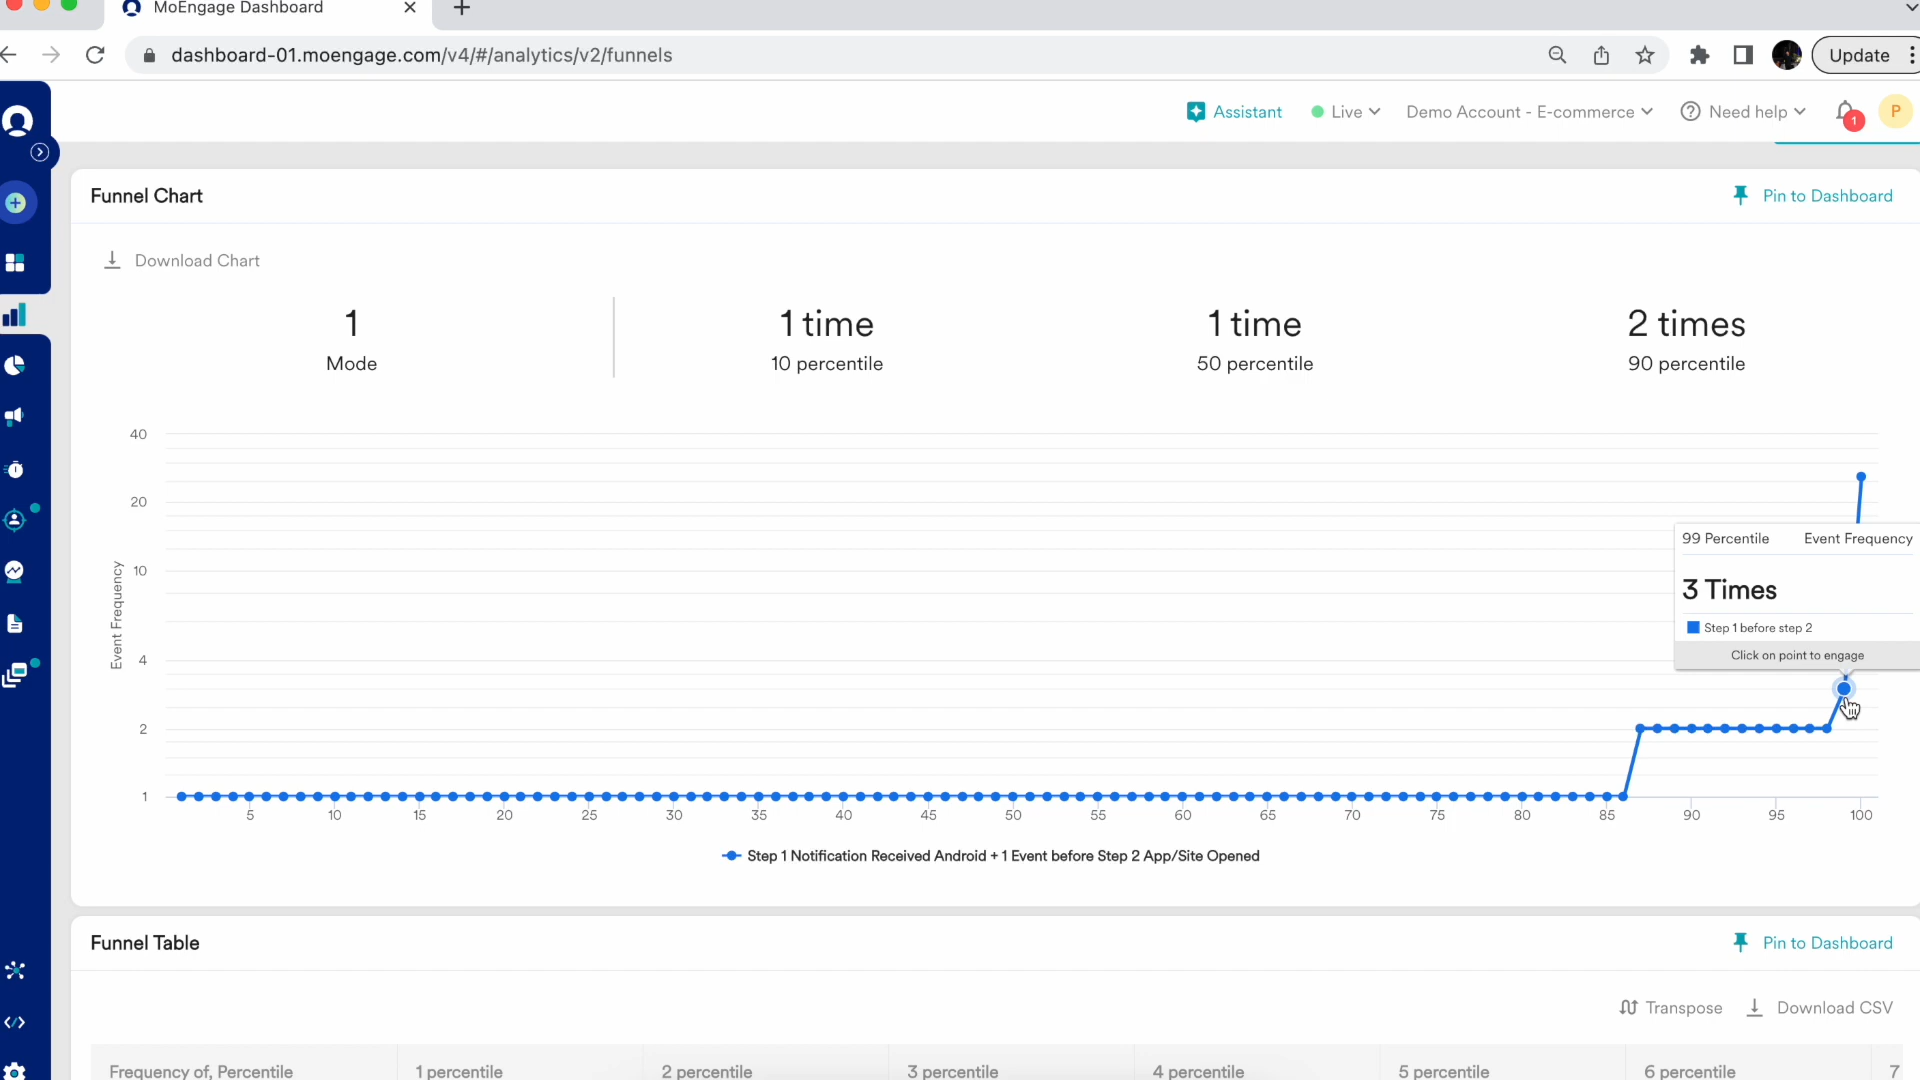 MoEngage Dashboard
dashboard-01.moengage.com/v4/#/analytics/v2/funnels
Update
Assistant
Live
Demo Account - E-commerce
Need help
1
P
Funnel Chart
Pin to Dashboard
Download Chart
1
Mode
1 time
10 percentile
1 time
50 percentile
2 times
90 percentile
Event Frequency
40
20
10
4
2
1
5 10 15 20 25 30 35 40 45 50 55 60 65 70 75 80 85 90 95 100
99 Percentile Event Frequency
3 Times
Step 1 before step 2
Click on point to engage
Step 1 Notification Received Android + 1 Event before Step 2 App/Site Opened
Funnel Table
Pin to Dashboard
Transpose
Download CSV
Frequency of, Percentile 1 percentile 2 percentile 3 percentile 4 percentile 5 percentile 6 percentile 7